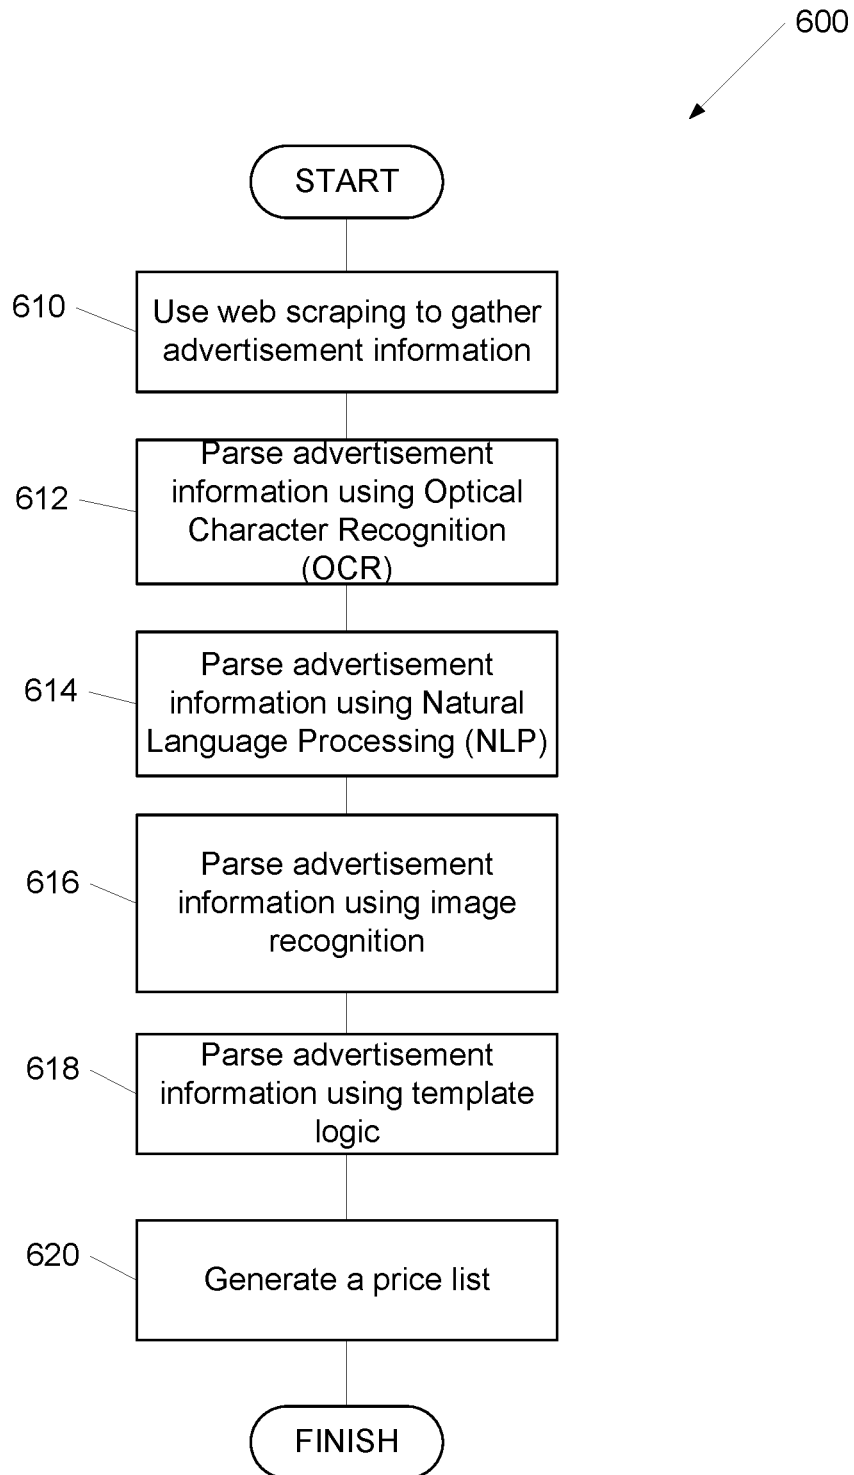 600
START
610
Use web scraping to gather
advertisement information
612
Parse advertisement
information using Optical
Character Recognition
(OCR)
614
Parse advertisement
information using Natural
Language Processing (NLP)
616
Parse advertisement
information using image
recognition
618
Parse advertisement
information using template
logic
620
Generate a price list
FINISH